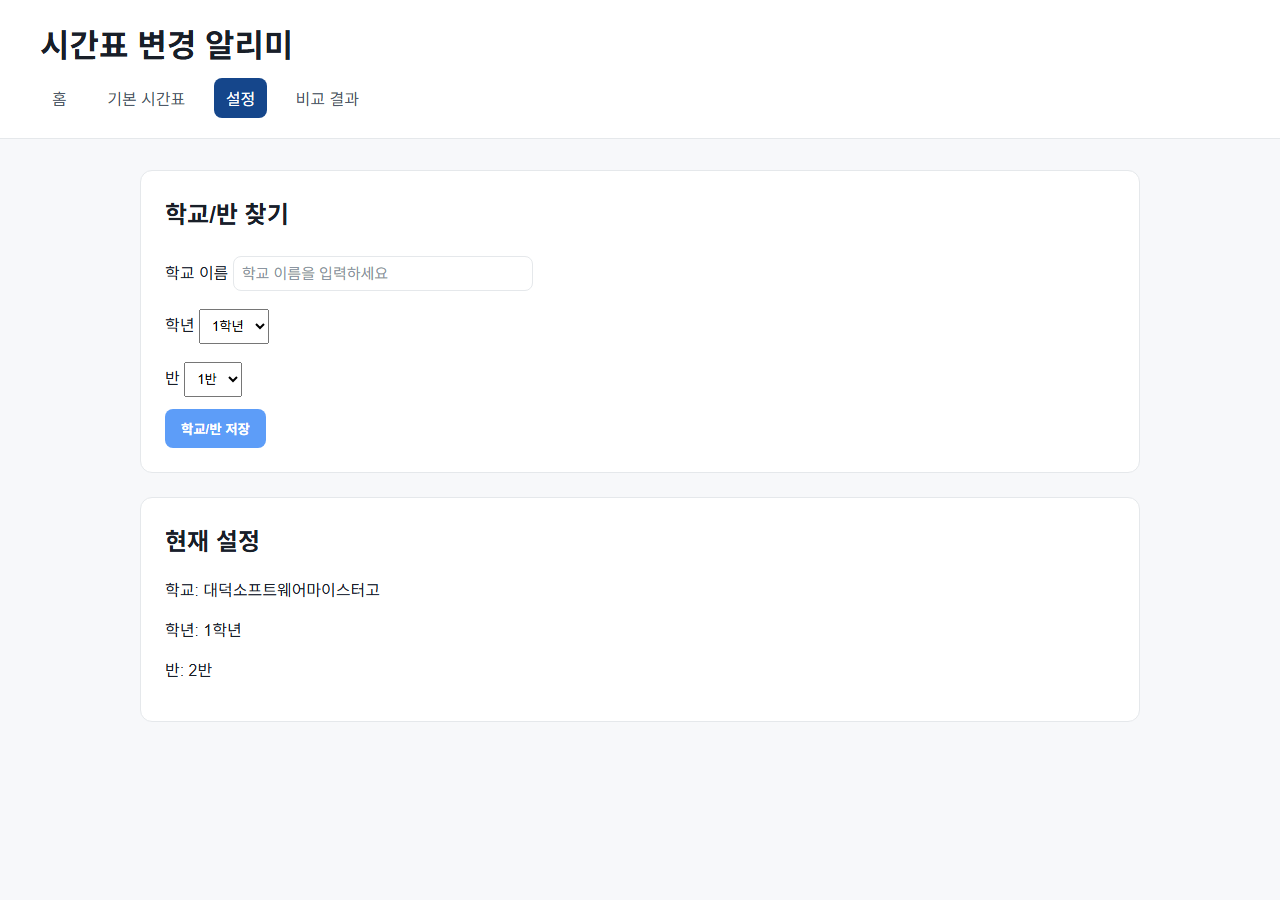 시간표 변경 알리미
홈 기본 시간표 설정 비교 결과
학교/반 찾기
학교 이름 학교 이름을 입력하세요
학년 1학년
반 1반
학교/반 저장
현재 설정
학교: 대덕소프트웨어마이스터고
학년: 1학년
반: 2반